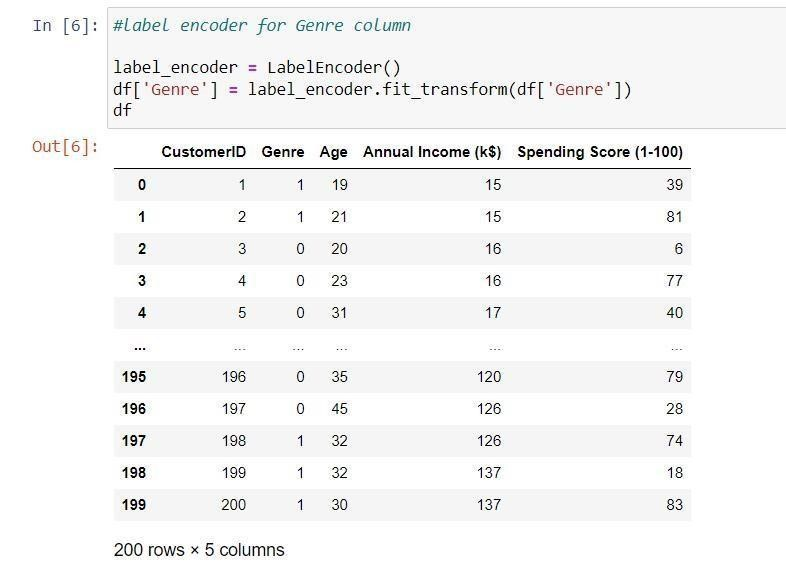 In [6]: #label encoder for Genre column
label_encoder = LabelEncoder()
df['Genre'] = label_encoder.fit_transform(df['Genre'])
df
Out[6]:
CustomerID Genre Age Annual Income (k$) Spending Score (1-100)
0 1 1 19 15 39
1 2 1 21 15 81
2 3 0 20 16 6
3 4 0 23 16 77
4 5 0 31 17 40
... ... ... ... ... ...
195 196 0 35 120 79
196 197 0 45 126 28
197 198 1 32 126 74
198 199 1 32 137 18
199 200 1 30 137 83
200 rows × 5 columns